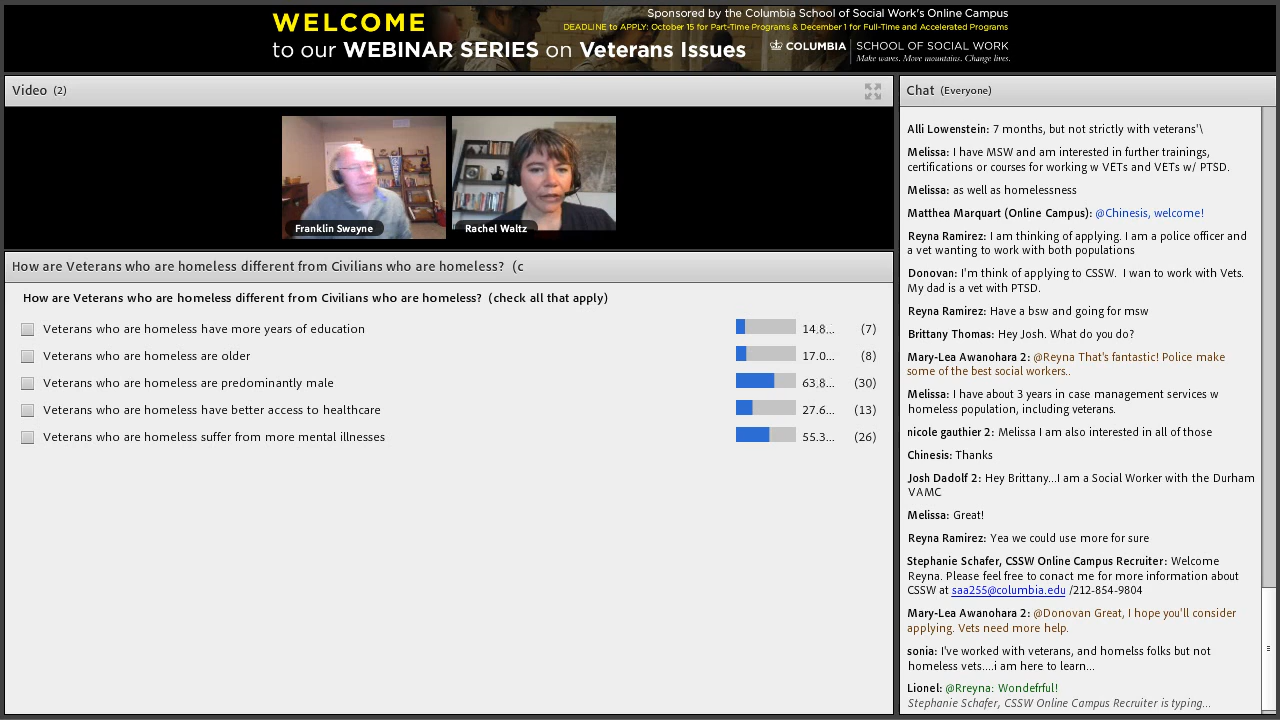 WELCOME
to our WEBINAR SERIES on Veterans Issues
Sponsored by the Columbia School of Social Work's Online Campus
DEADLINE to APPLY: October 15 for Part-Time Programs & December 1 for Full-Time and Accelerated Programs
COLUMBIA | SCHOOL OF SOCIAL WORK
Make waves. Move mountains. Change lives.
Video (2)
Franklin Swayne
Rachel Waltz
How are Veterans who are homeless different from Civilians who are homeless? (c
How are Veterans who are homeless different from Civilians who are homeless? (check all that apply)
Veterans who are homeless have more years of education 14.8... (7)
Veterans who are homeless are older 17.0... (8)
Veterans who are homeless are predominantly male 63.8... (30)
Veterans who are homeless have better access to healthcare 27.6... (13)
Veterans who are homeless suffer from more mental illnesses 55.3... (26)
Chat (Everyone)
Alli Lowenstein: 7 months, but not strictly with veterans'\
Melissa: I have MSW and am interested in further trainings,
certifications or courses for working w VETs and VETs w/ PTSD.
Melissa: as well as homelessness
Matthea Marquart (Online Campus): @Chinesis, welcome!
Reyna Ramirez: I am thinking of applying. I am a police officer and
a vet wanting to work with both populations
Donovan: I'm think of applying to CSSW. I wan to work with Vets.
My dad is a vet with PTSD.
Reyna Ramirez: Have a bsw and going for msw
Brittany Thomas: Hey Josh. What do you do?
Mary-Lea Awanohara 2: @Reyna That's fantastic! Police make
some of the best social workers..
Melissa: I have about 3 years in case management services w
homeless population, including veterans.
nicole gauthier 2: Melissa I am also interested in all of those
Chinesis: Thanks
Josh Dadolf 2: Hey Brittany...I am a Social Worker with the Durham
VAMC
Melissa: Great!
Reyna Ramirez: Yea we could use more for sure
Stephanie Schafer, CSSW Online Campus Recruiter: Welcome
Reyna. Please feel free to conact me for more information about
CSSW at saa255@columbia.edu /212-854-9804
Mary-Lea Awanohara 2: @Donovan Great, I hope you'll consider
applying. Vets need more help.
sonia: I've worked with veterans, and homelss folks but not
homeless vets....i am here to learn...
Lionel: @Rreyna: Wondefrful!
Stephanie Schafer, CSSW Online Campus Recruiter is typing...